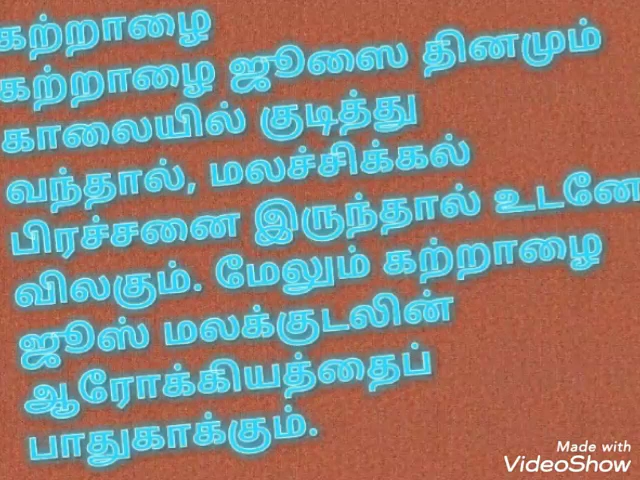 கற்றாழை
கற்றாழை ஜூஸை தினமும்
காலையில் குடித்து
வந்தால், மலச்சிக்கல்
பிரச்சனை இருந்தால் உடனே
விலகும். மேலும் கற்றாழை
ஜூஸ் மலக்குடலின்
ஆரோக்கியத்தைப்
பாதுகாக்கும்.
Made with
VideoShow